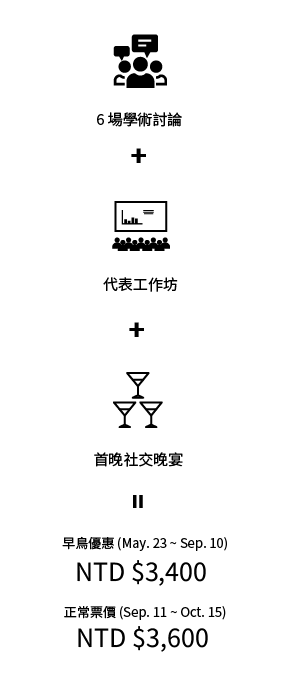 6 場學術討論
+
代表工作坊
+
首晚社交晚宴
=
早鳥優惠 (May. 23 ~ Sep. 10)
NTD $3,400
正常票價 (Sep. 11 ~ Oct. 15)
NTD $3,600